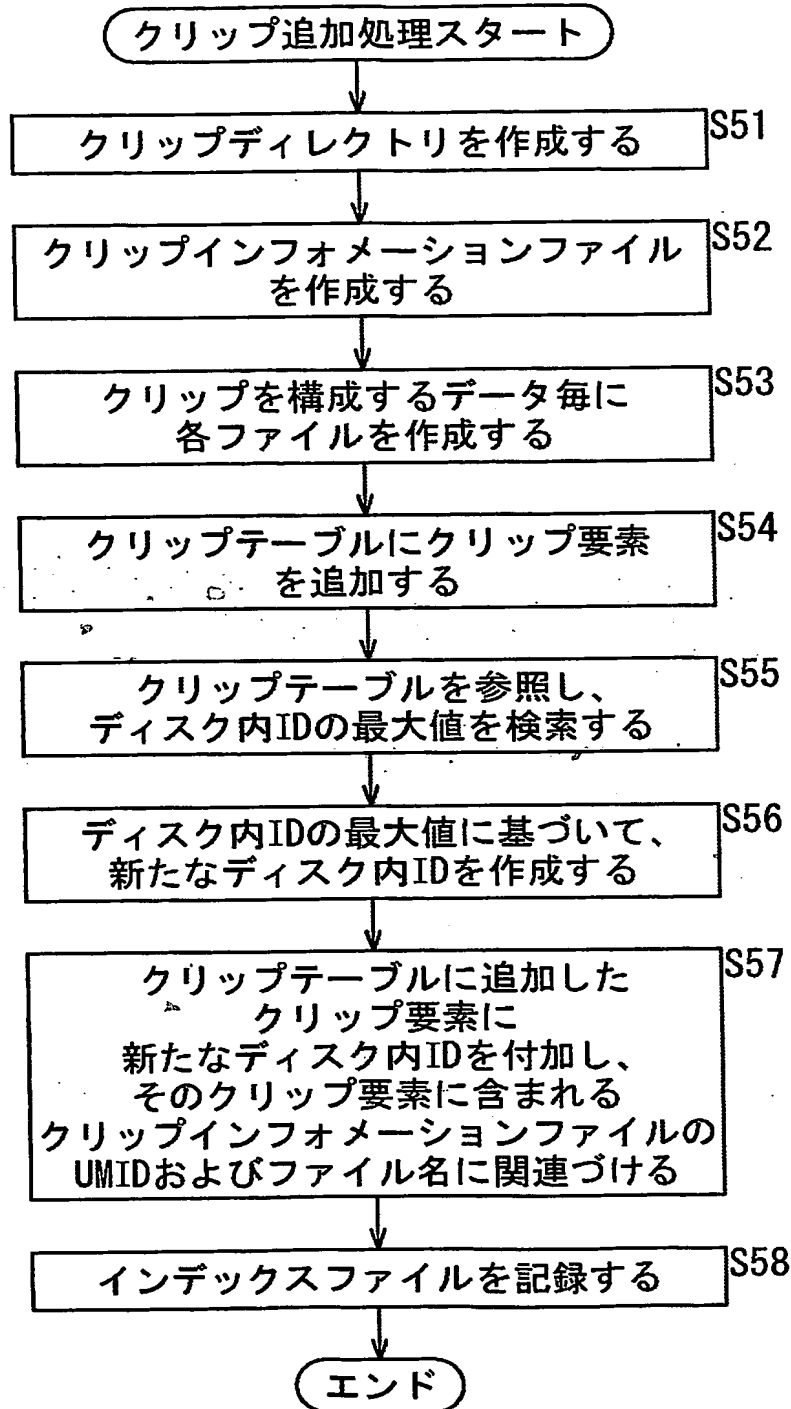 クリップ追加処理スタート
S51
クリップディレクトリを作成する
S52
クリップインフォメーションファイル
を作成する
S53
クリップを構成するデータ毎に
各ファイルを作成する
S54
クリップテーブルにクリップ要素
を追加する
S55
クリップテーブルを参照し、
ディスク内IDの最大値を検索する
S56
ディスク内IDの最大値に基づいて、
新たなディスク内IDを作成する
S57
クリップテーブルに追加した
クリップ要素に
新たなディスク内IDを付加し、
そのクリップ要素に含まれる
クリップインフォメーションファイルの
UMIDおよびファイル名に関連づける
S58
インデックスファイルを記録する
エンド